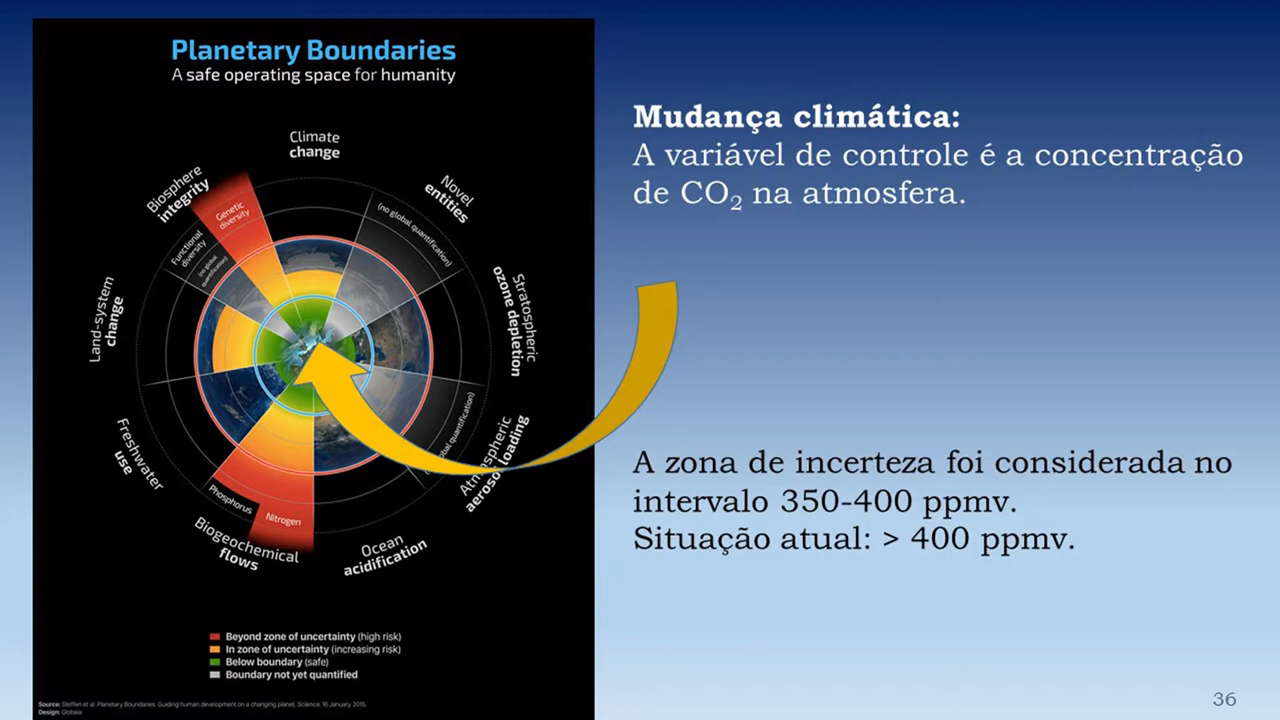 Planetary Boundaries
A safe operating space for humanity
Climate
change
Novel
entities
(no global quantification)
Stratospheric
ozone depletion
Atmospheric
aerosol loading
global quantification)
Ocean
acidification
Biogeochemical
flows
Phosphorus
Nitrogen
Freshwater
use
Land-system
change
Biosphere
integrity
Genetic
diversity
Functional
diversity
(no global
quantification)
Beyond zone of uncertainty (high risk)
In zone of uncertainty (increasing risk)
Below boundary (safe)
Boundary not yet quantified
Source: Steffen et al. Planetary Boundaries: Guiding human development on a changing planet, Science, 16 January 2015.
Design: Globaia
Mudança climática:
A variável de controle é a concentração
de CO₂ na atmosfera.
A zona de incerteza foi considerada no
intervalo 350-400 ppmv.
Situação atual: > 400 ppmv.
36